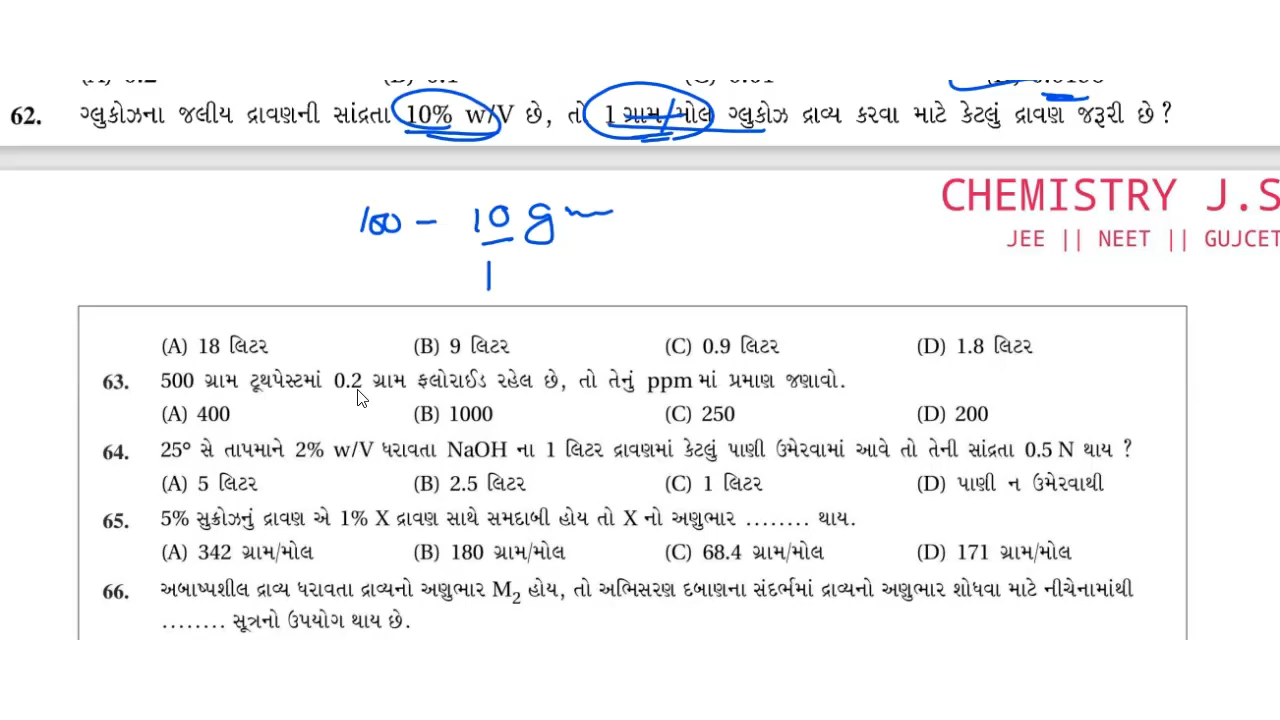 62. ગ્લુકોઝના જલીય દ્રાવણની સાંદ્રતા 10% w/V છે, તો 1 ગ્રામ/મોલ ગ્લુકોઝ દ્રાવ્ય કરવા માટે કેટલું દ્રાવણ જરૂરી છે ?
CHEMISTRY J.S
JEE || NEET || GUJCET
100 - 10 gm
1
(A) 18 લિટર (B) 9 લિટર (C) 0.9 લિટર (D) 1.8 લિટર
63. 500 ગ્રામ ટૂથપેસ્ટમાં 0.2 ગ્રામ ફલોરાઈડ રહેલ છે, તો તેનું ppm માં પ્રમાણ જણાવો.
(A) 400 (B) 1000 (C) 250 (D) 200
64. 25° સે તાપમાને 2% w/V ધરાવતા NaOH ના 1 લિટર દ્રાવણમાં કેટલું પાણી ઉમેરવામાં આવે તો તેની સાંદ્રતા 0.5 N થાય ?
(A) 5 લિટર (B) 2.5 લિટર (C) 1 લિટર (D) પાણી ન ઉમેરવાથી
65. 5% સુક્રોઝનું દ્રાવણ એ 1% X દ્રાવણ સાથે સમદાબી હોય તો X નો અણુભાર ........ થાય.
(A) 342 ગ્રામ/મોલ (B) 180 ગ્રામ/મોલ (C) 68.4 ગ્રામ/મોલ (D) 171 ગ્રામ/મોલ
66. અબાષ્પશીલ દ્રાવ્ય ધરાવતા દ્રાવ્યનો અણુભાર M₂ હોય, તો અભિસરણ દબાણના સંદર્ભમાં દ્રાવ્યનો અણુભાર શોધવા માટે નીચેનામાંથી
........ સૂત્રનો ઉપયોગ થાય છે.